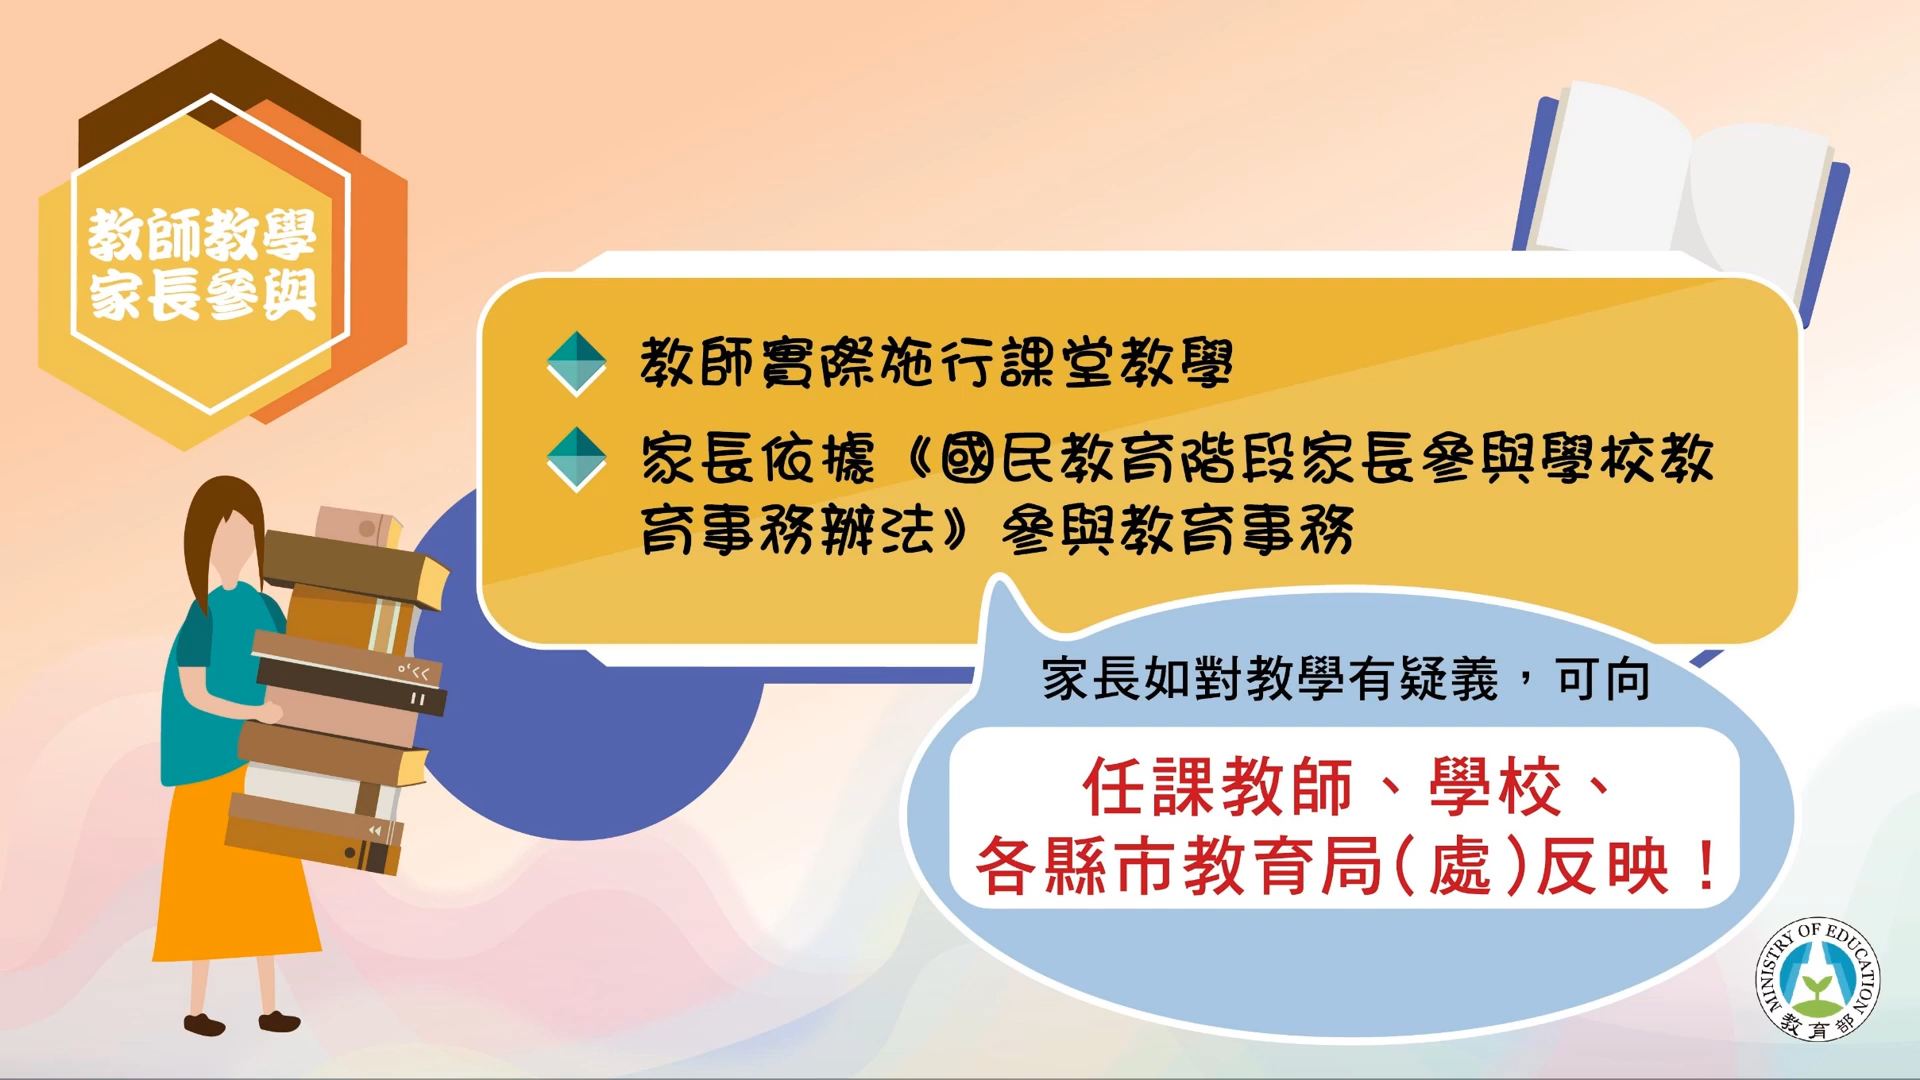 教師教學
家長參與
教師實際施行課堂教學
家長依據《國民教育階段家長參與學校教
育事務辦法》參與教育事務
家長如對教學有疑義，可向
任課教師、學校、
各縣市教育局(處)反映！
MINISTRY OF EDUCATION
教育部